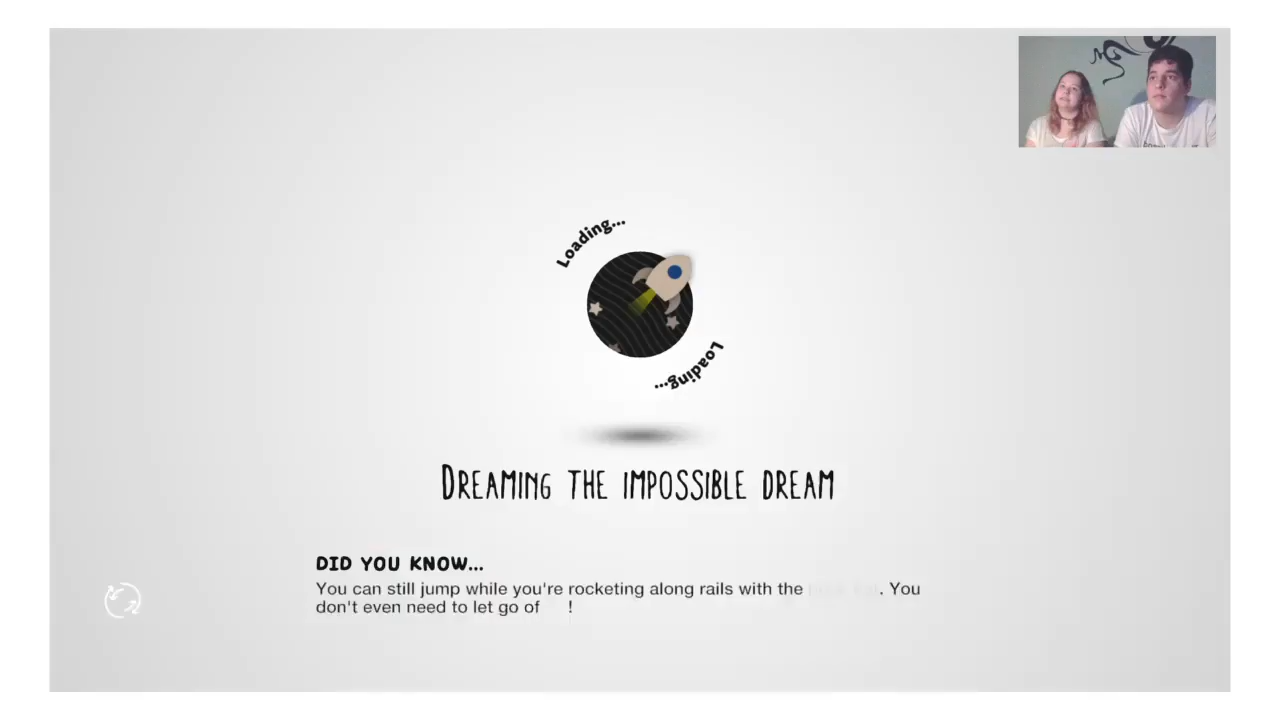 Loading...
Loading...
DREAMING THE IMPOSSIBLE DREAM
DID YOU KNOW...
You can still jump while you're rocketing along rails with the . You
don't even need to let go of !